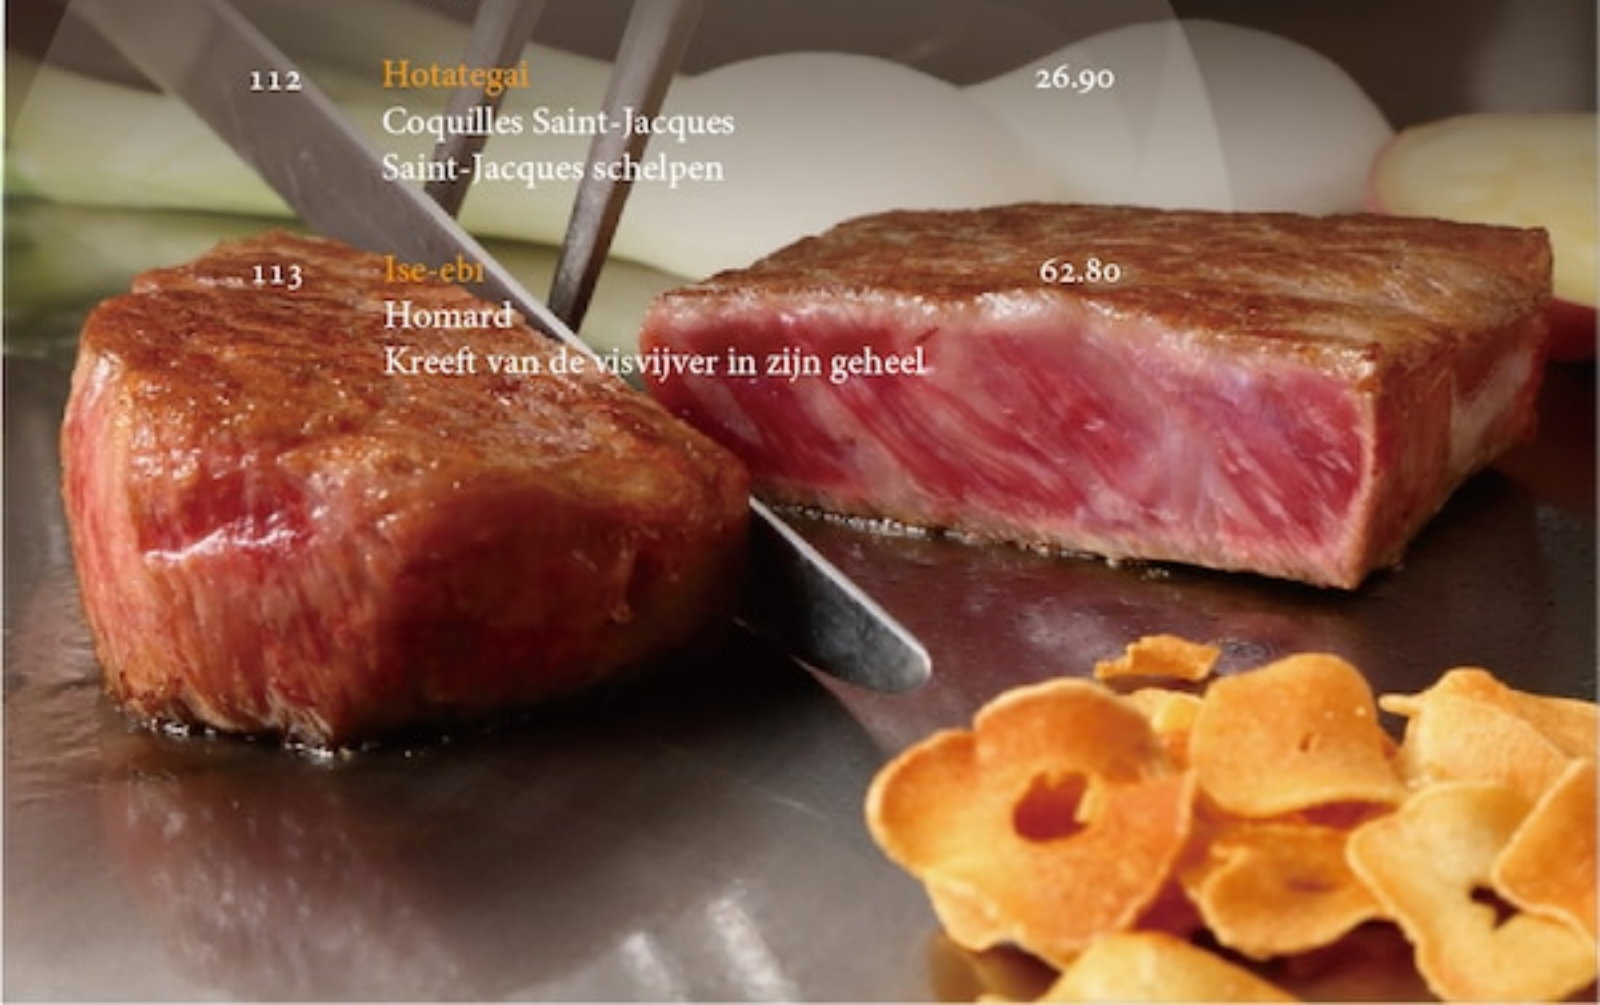 112 Hotategai 26.90
Coquilles Saint-Jacques
Saint-Jacques schelpen
113 Ise-ebi 62.80
Homard
Kreeft van de visvijver in zijn geheel